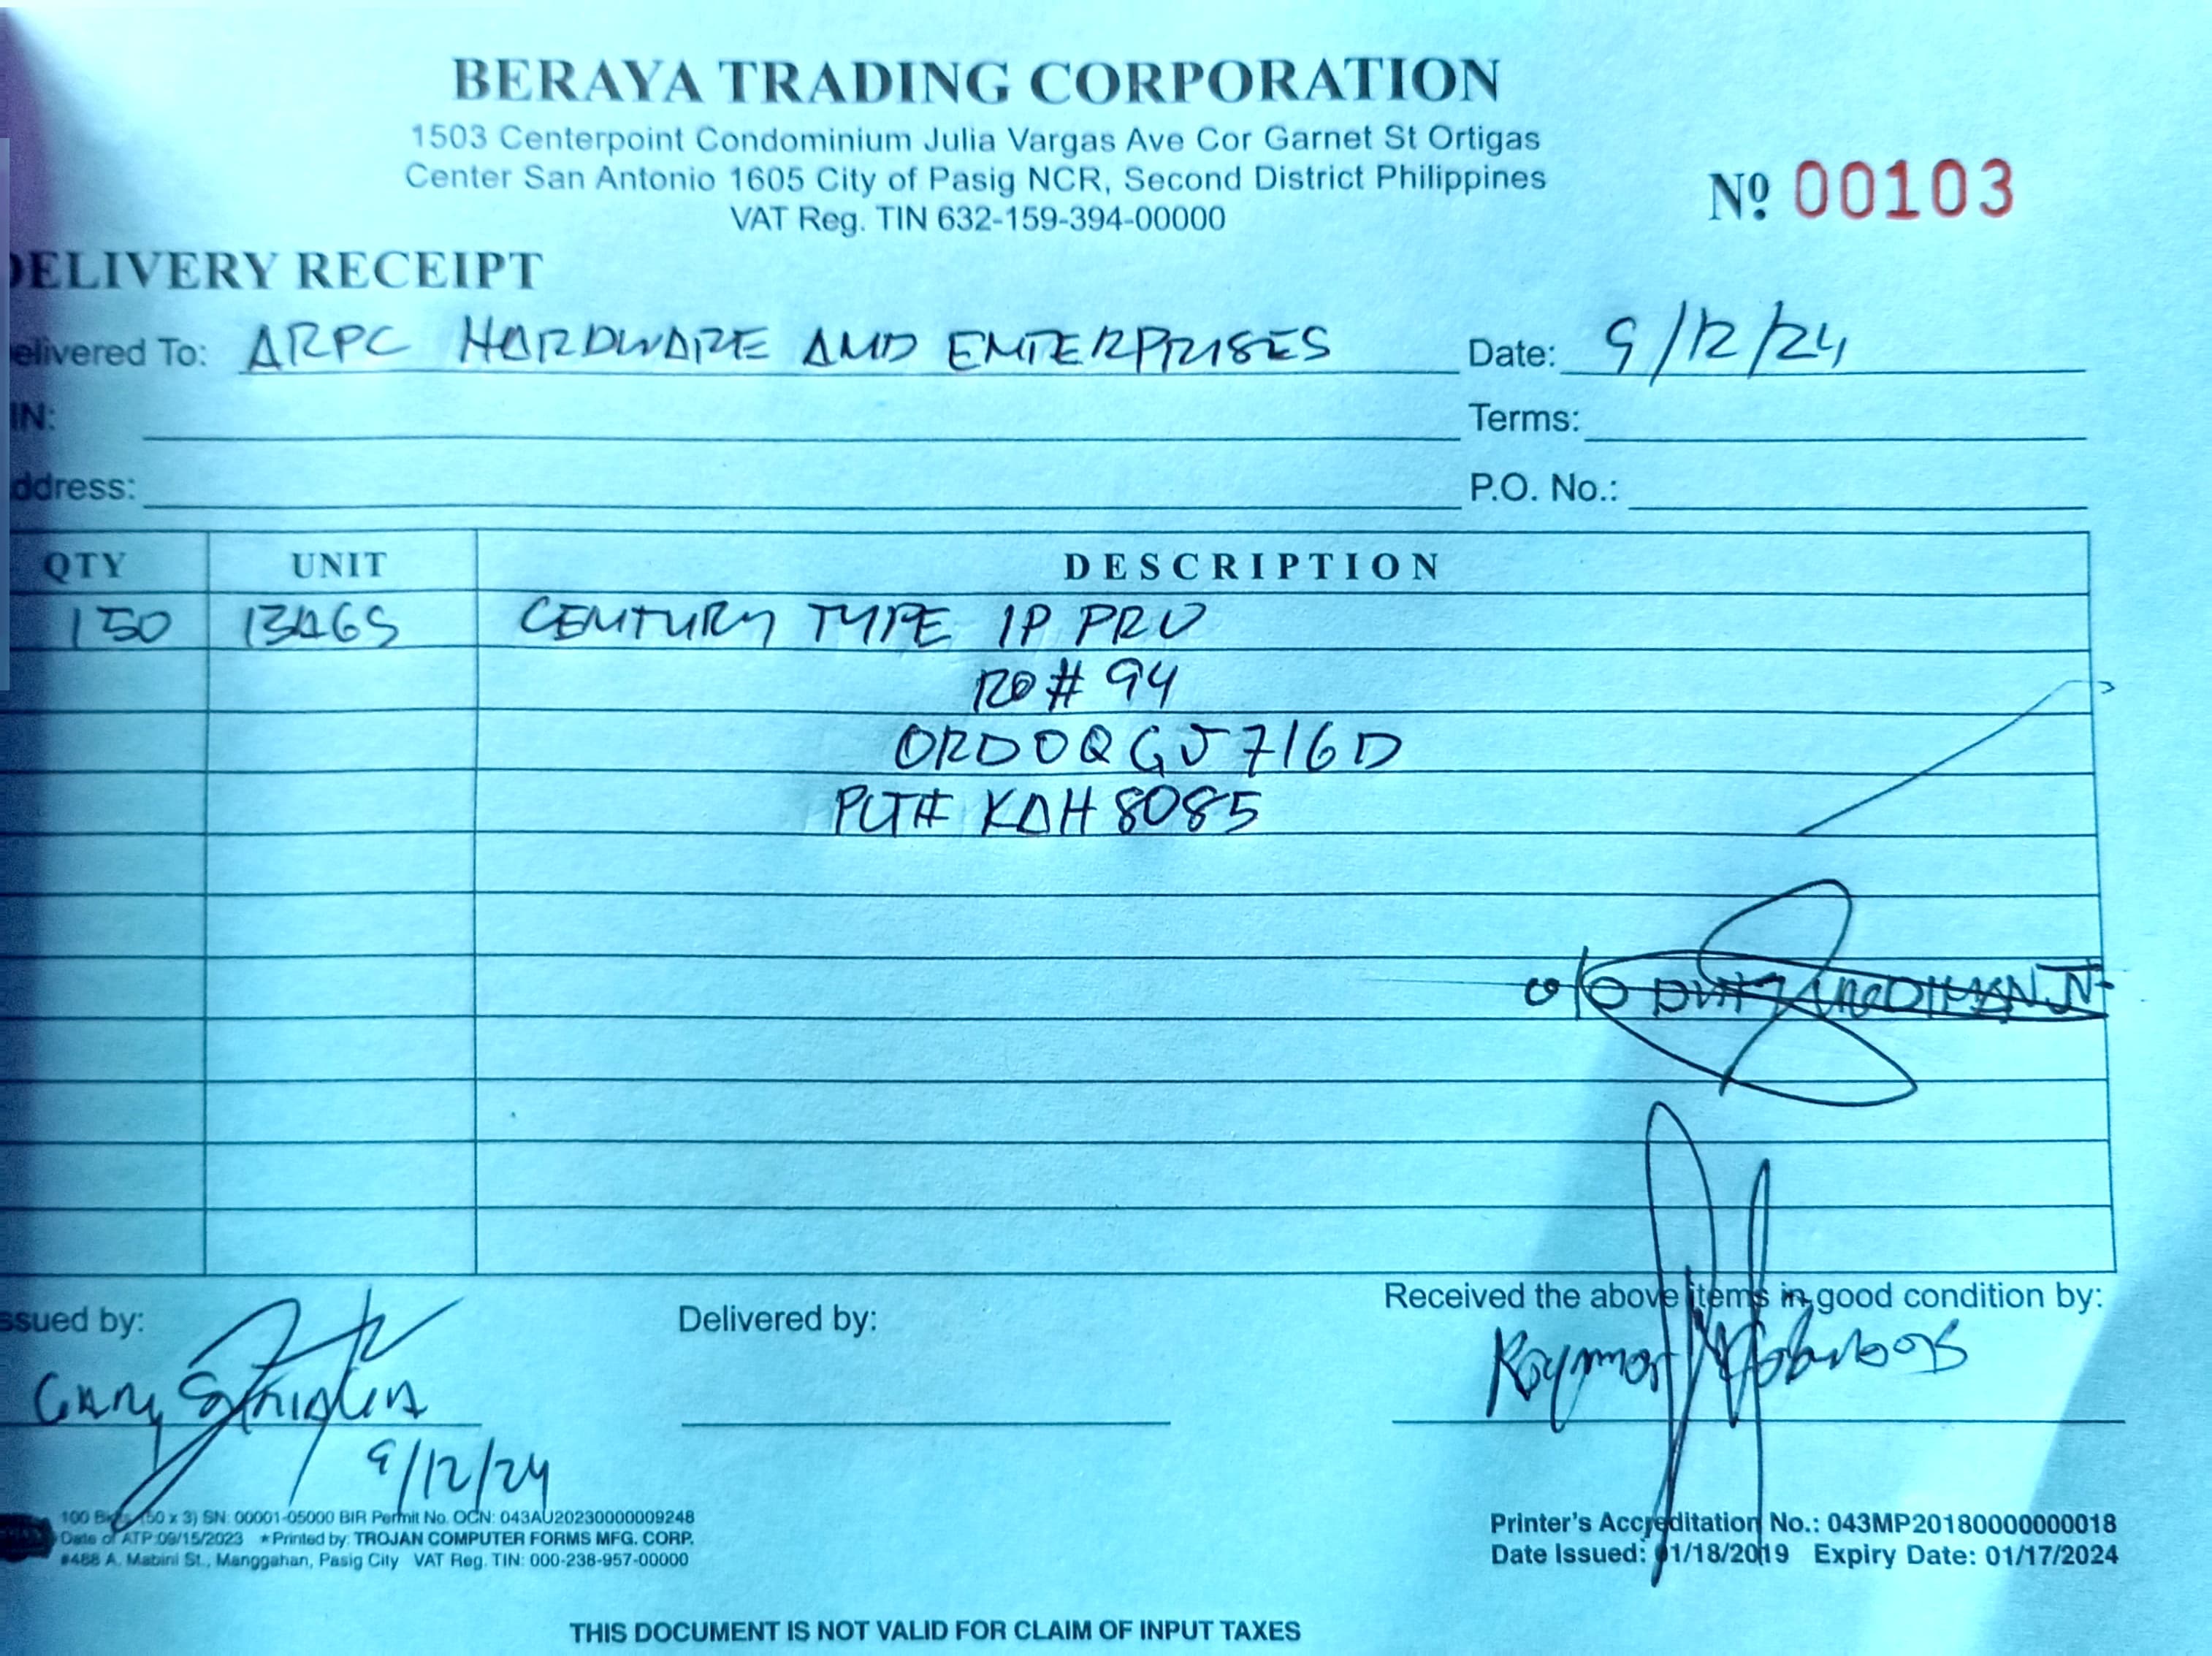 BERAYA TRADING CORPORATION
1503 Centerpoint Condominium Julia Vargas Ave Cor Garnet St Ortigas
Center San Antonio 1605 City of Pasig NCR, Second District Philippines
VAT Reg. TIN 632-159-394-00000
Nº 00103
DELIVERY RECEIPT
elivered To: ARPC HARDWARE AND ENTERPRISES Date: 9/12/24
IN: Terms:
ddress: P.O. No.:
QTY UNIT DESCRIPTION
150 BAGS CENTURY TYPE 1P PRO
RO# 94
ORDOQGJ716D
PLT# KAH 8085
ssued by: Delivered by: Received the above items in good condition by:
Gary
9/12/24
100 (50 x 3) SN: 00001-05000 BIR Permit No. OCN: 043AU20230000009248
Date of ATP:09/15/2023 *Printed by: TROJAN COMPUTER FORMS MFG. CORP.
#488 A. Mabini St., Manggahan, Pasig City VAT Reg. TIN: 000-238-957-00000
Printer's Accreditation No.: 043MP20180000000018
Date Issued: 01/18/2019 Expiry Date: 01/17/2024
THIS DOCUMENT IS NOT VALID FOR CLAIM OF INPUT TAXES